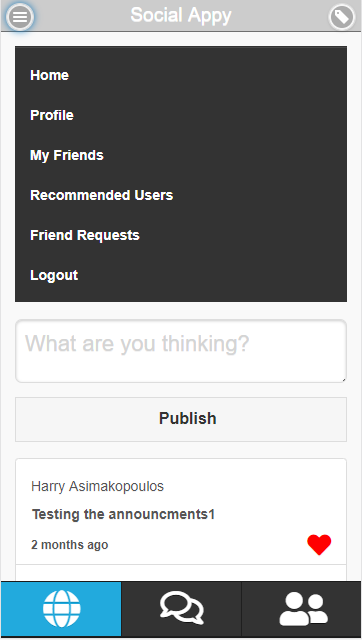 Social Appy
Home
Profile
My Friends
Recommended Users
Friend Requests
Logout
What are you thinking?
Publish
Harry Asimakopoulos
Testing the announcments1
2 months ago